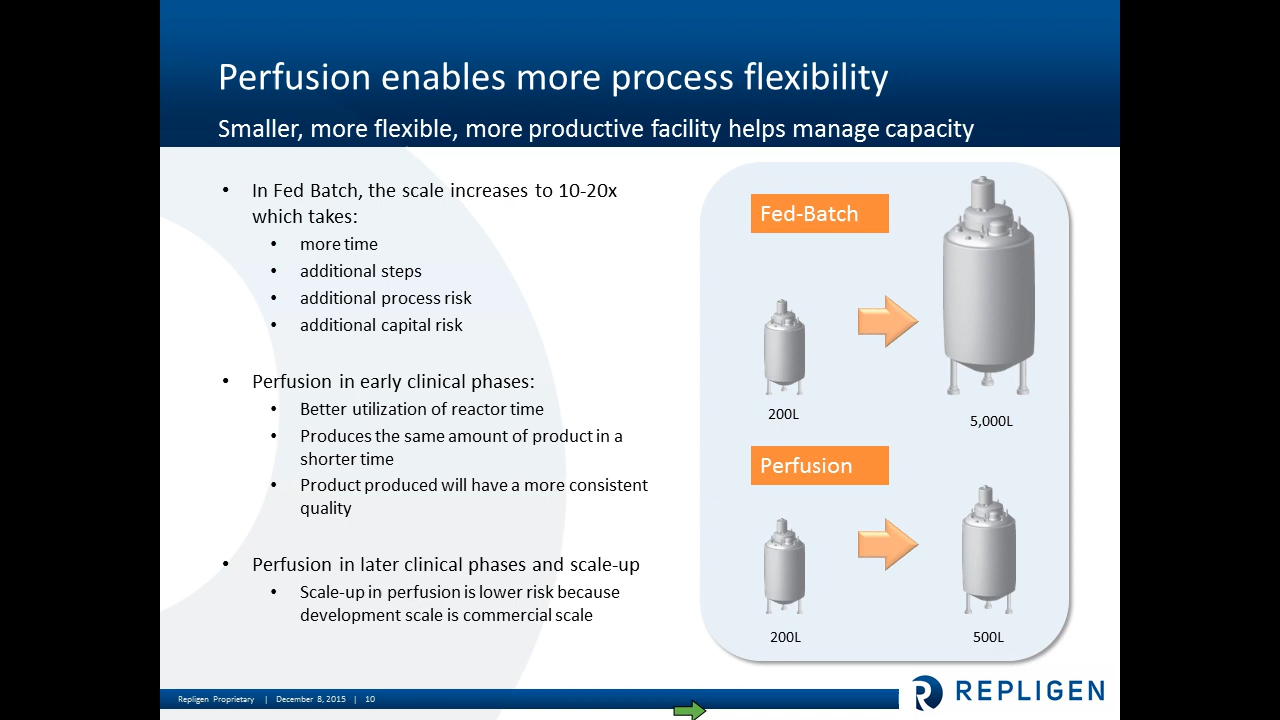 Perfusion enables more process flexibility
Smaller, more flexible, more productive facility helps manage capacity
• In Fed Batch, the scale increases to 10-20x
which takes:
• more time
• additional steps
• additional process risk
• additional capital risk
• Perfusion in early clinical phases:
• Better utilization of reactor time
• Produces the same amount of product in a
shorter time
• Product produced will have a more consistent
quality
• Perfusion in later clinical phases and scale-up
• Scale-up in perfusion is lower risk because
development scale is commercial scale
Fed-Batch
200L
5,000L
Perfusion
200L
500L
Repligen Proprietary | December 8, 2015 | 10
REPLIGEN